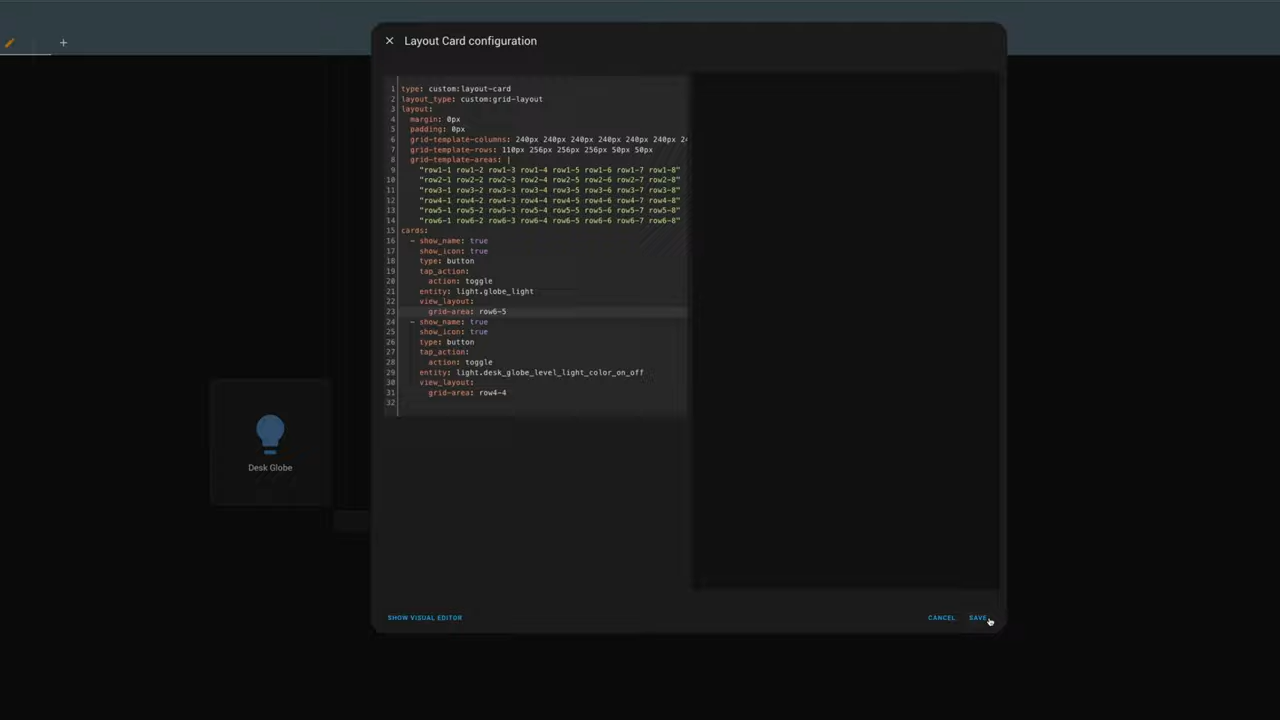 +
Layout Card configuration
1 type: custom:layout-card
2 layout_type: custom:grid-layout
3 layout:
4 margin: 0px
5 padding: 0px
6 grid-template-columns: 240px 240px 240px 240px 240px 240px 24
7 grid-template-rows: 110px 256px 256px 256px 50px 50px
8 grid-template-areas: |
9 "row1-1 row1-2 row1-3 row1-4 row1-5 row1-6 row1-7 row1-8"
10 "row2-1 row2-2 row2-3 row2-4 row2-5 row2-6 row2-7 row2-8"
11 "row3-1 row3-2 row3-3 row3-4 row3-5 row3-6 row3-7 row3-8"
12 "row4-1 row4-2 row4-3 row4-4 row4-5 row4-6 row4-7 row4-8"
13 "row5-1 row5-2 row5-3 row5-5 row5-5 row5-6 row5-7 row5-8"
14 "row6-1 row6-2 row6-3 row6-4 row6-5 row6-6 row6-7 row6-8"
15 cards:
16 - show_name: true
17 show_icon: true
18 type: button
19 tap_action:
20 action: toggle
21 entity: light.globe_light
22 view_layout:
23 grid-area: row6-5
24 - show_name: true
25 show_icon: true
26 type: button
27 tap_action:
28 action: toggle
29 entity: light.desk_globe_level_light_color_on_off
30 view_layout:
31 grid-area: row4-4
32
Desk Globe
SHOW VISUAL EDITOR
CANCEL
SAVE